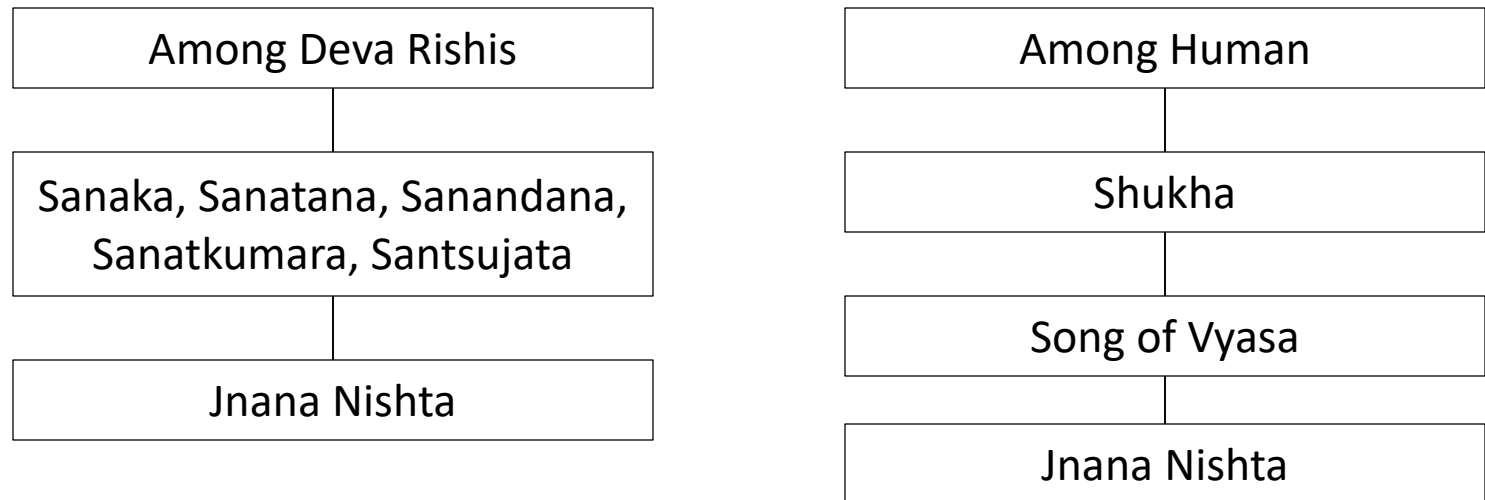 Among Deva Rishis
Sanaka, Sanatana, Sanandana,
Sanatkumara, Santsujata
Jnana Nishta
Among Human
Shukha
Song of Vyasa
Jnana Nishta